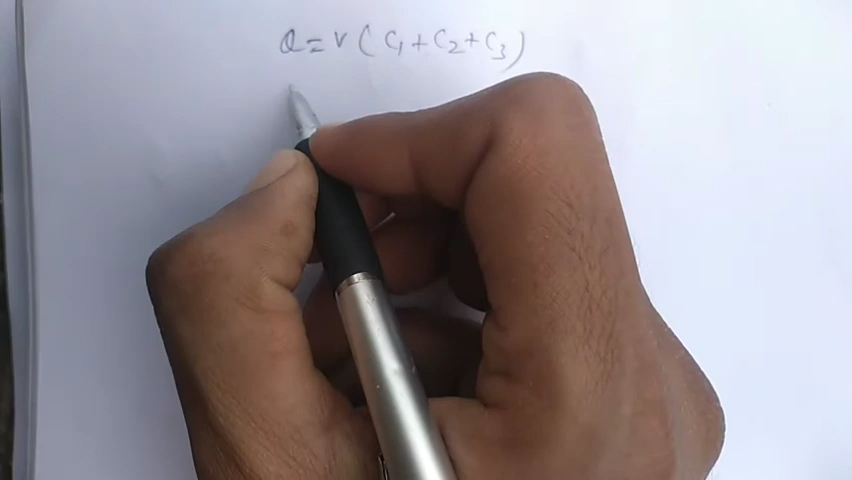 Q = V ( C₁ + C₂ + C₃ )